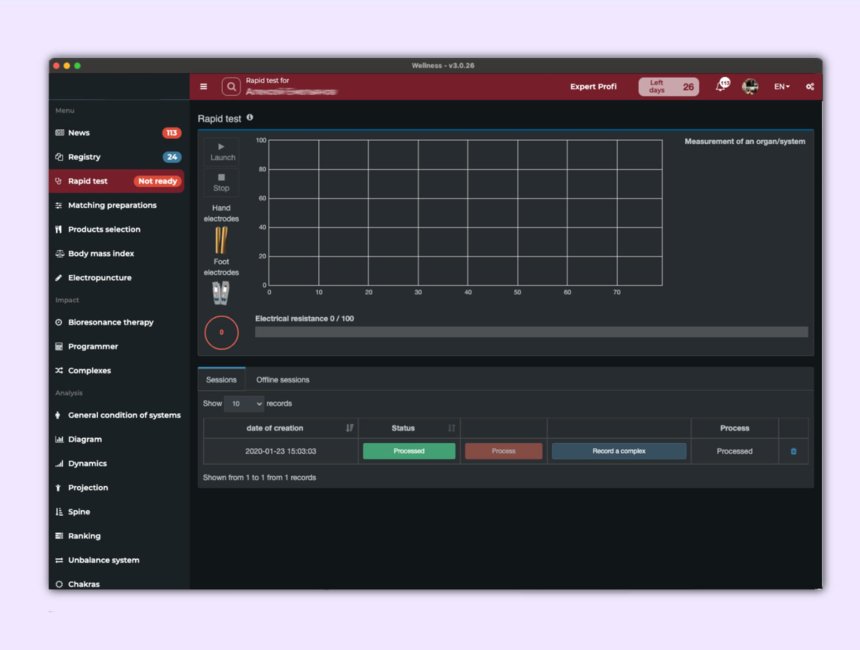 Wellness - v3.0.26
Rapid test for
Expert Profi
Left days 26
113
EN
Menu
News 113
Registry 24
Rapid test Not ready
Matching preparations
Products selection
Body mass index
Electropuncture
Impact
Bioresonance therapy
Programmer
Complexes
Analysis
General condition of systems
Diagram
Dynamics
Projection
Spine
Ranking
Unbalance system
Chakras
Rapid test
Launch
Stop
Hand
electrodes
Foot
electrodes
0
100
80
60
40
20
0
0 10 20 30 40 50 60 70
Measurement of an organ/system
Electrical resistance 0 / 100
Sessions Offline sessions
Show 10 records
date of creation Status Process
2020-01-23 15:03:03 Processed Process Record a complex Processed
Shown from 1 to 1 from 1 records